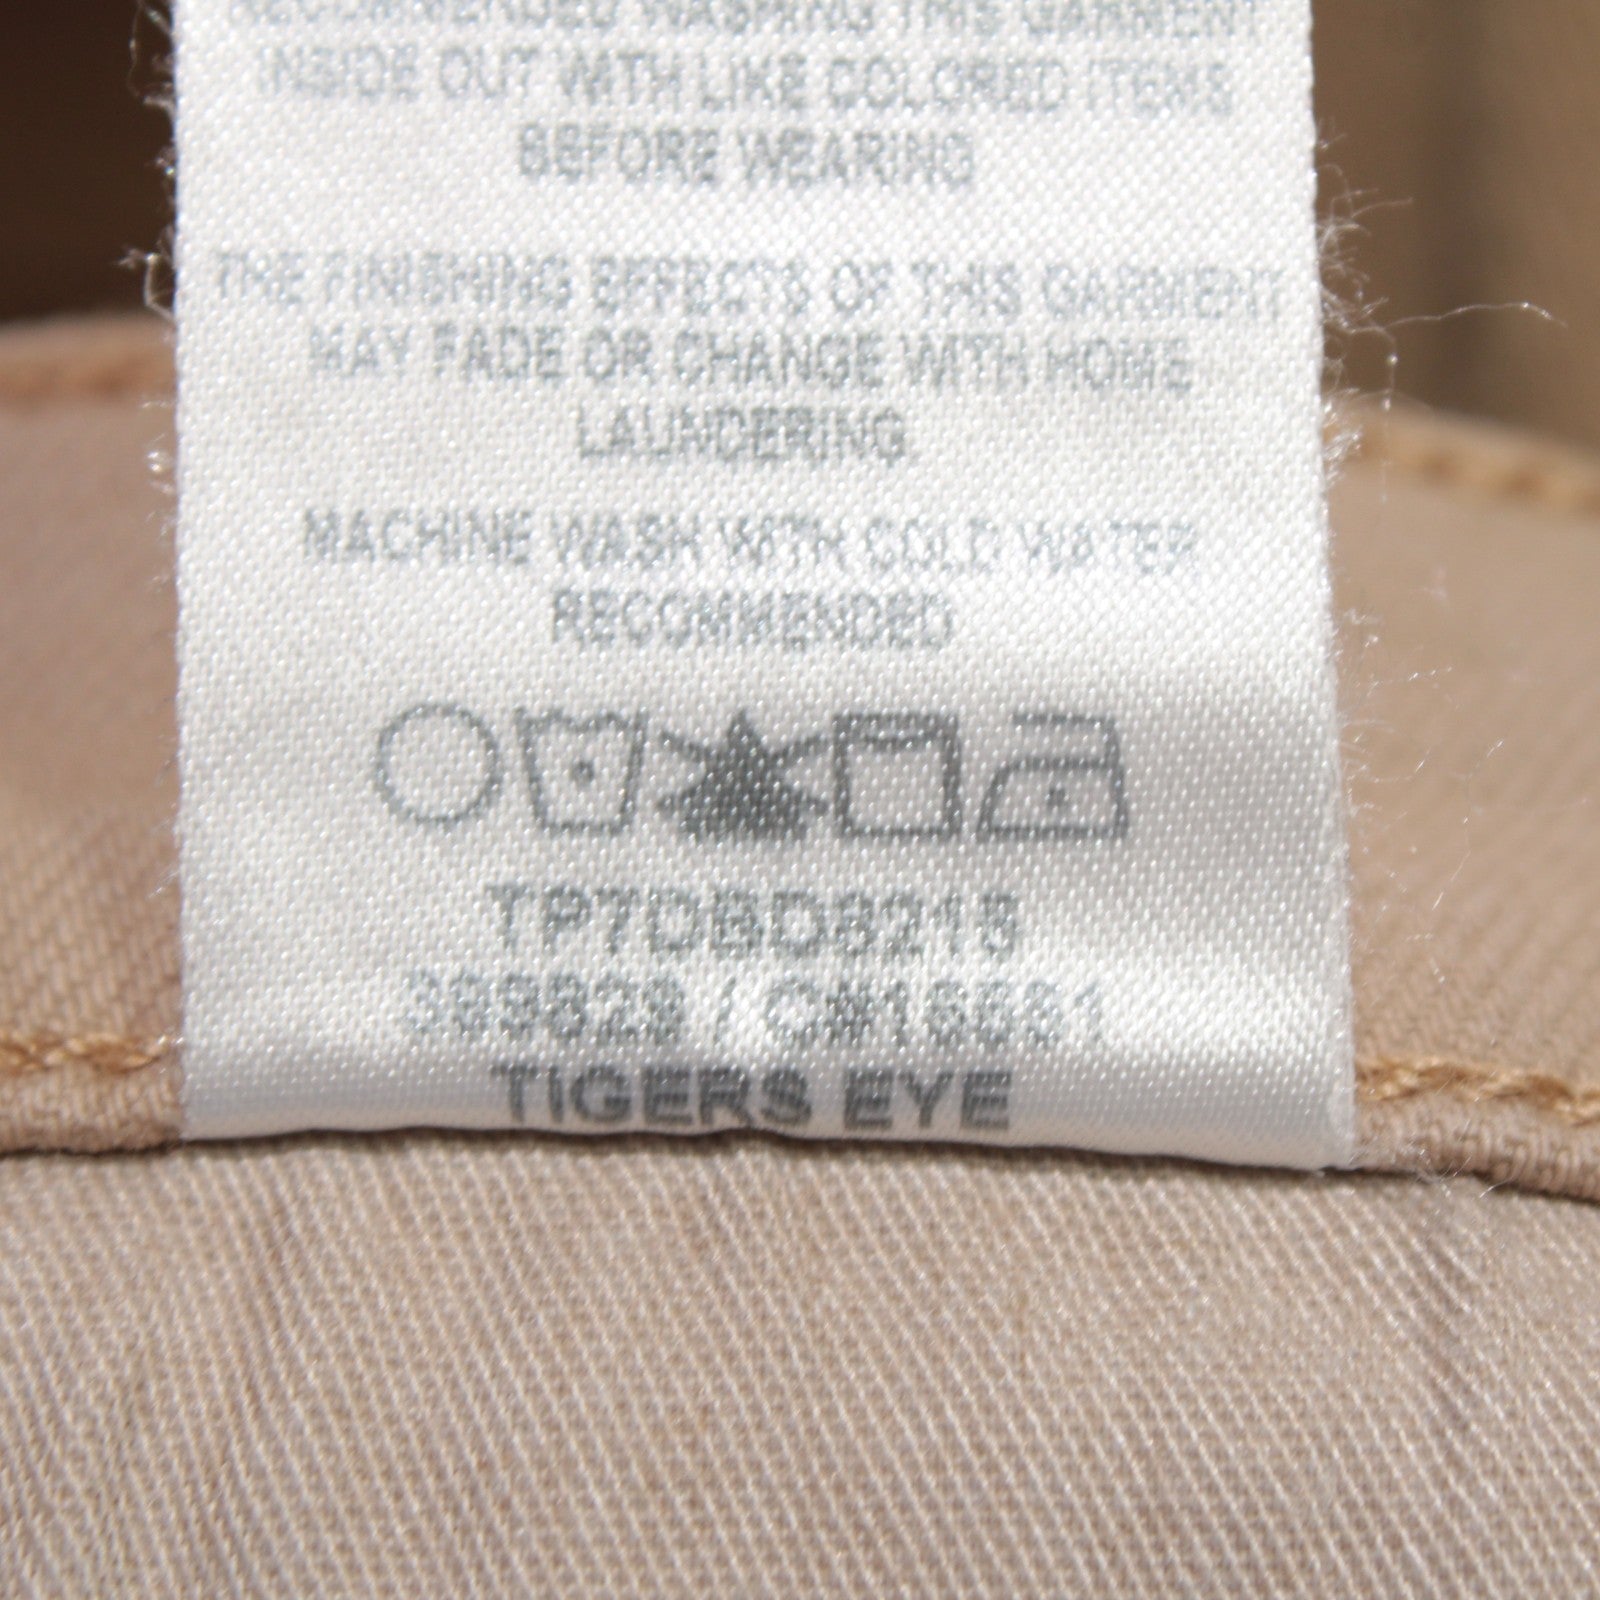 RECOMMENDED WASHING THIS GARMENT
INSIDE OUT WITH LIKE COLORED ITEMS
BEFORE WEARING
THE FINISHING EFFECTS OF THIS GARMENT
MAY FADE OR CHANGE WITH HOME
LAUNDERING
MACHINE WASH WITH COLD WATER
RECOMMENDED
TP7DBD8218
/
TIGERS EYE